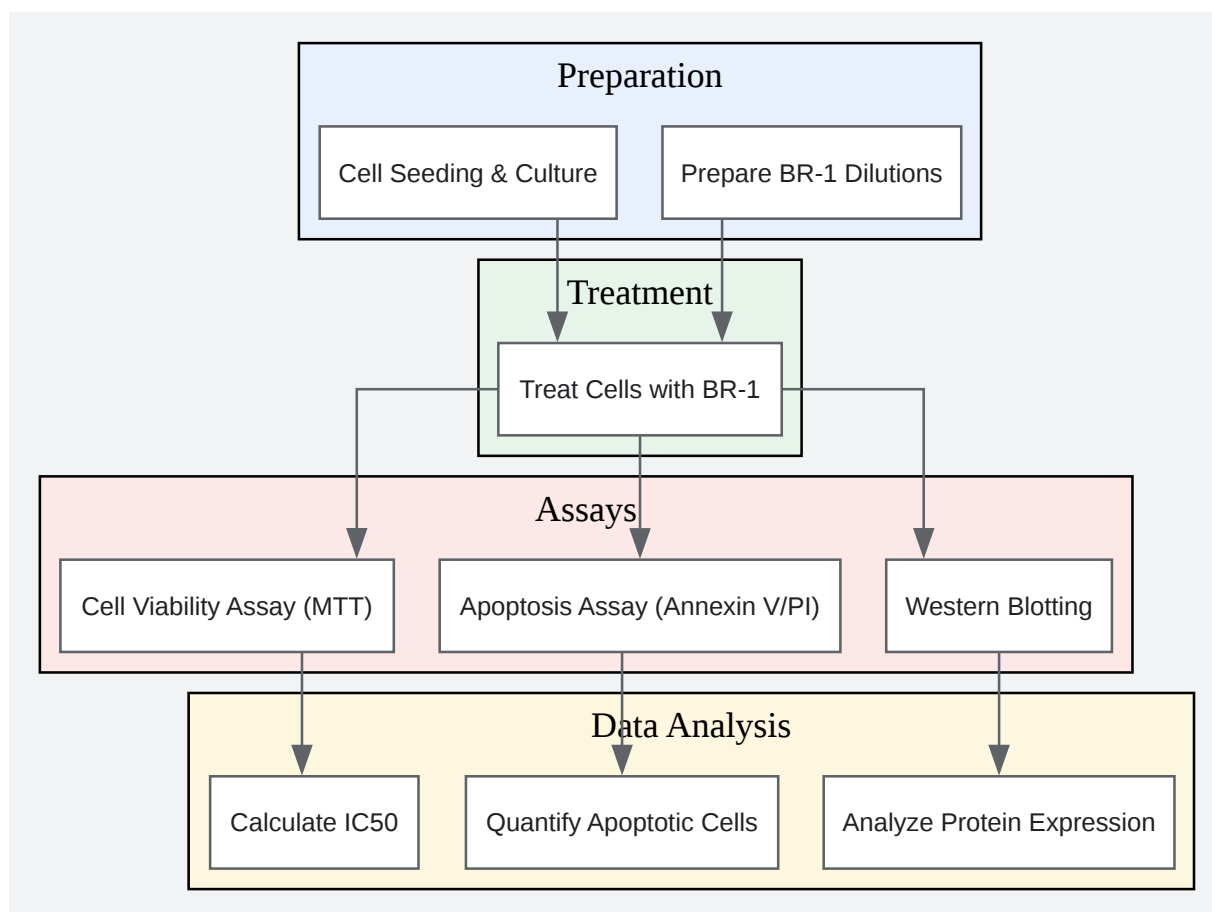 Preparation
Cell Seeding & Culture
Prepare BR-1 Dilutions
Treatment
Treat Cells with BR-1
Assays
Cell Viability Assay (MTT)
Apoptosis Assay (Annexin V/PI)
Western Blotting
Data Analysis
Calculate IC50
Quantify Apoptotic Cells
Analyze Protein Expression